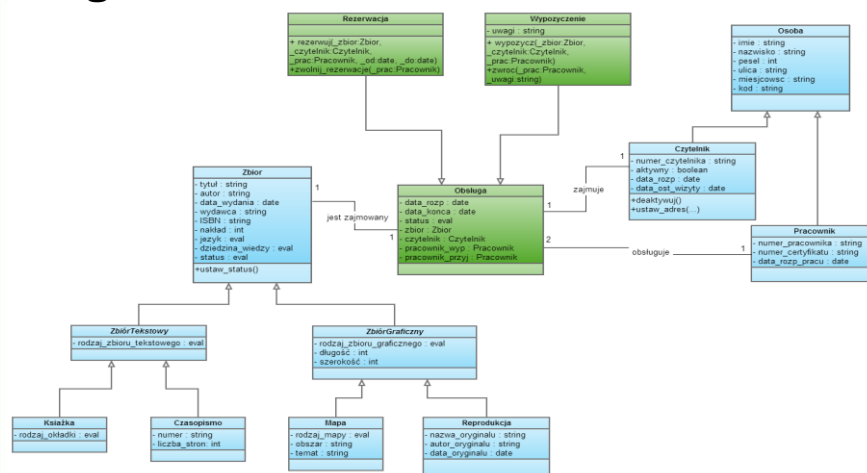 Rezerwacja
+ rezerwuj(_zbior:Zbior,
_czytelnik:Czytelnik,
_prac:Pracownik, _od:date, _do:date)
+zwolnij_rezerwacje(_prac:Pracownik)
Wypozyczenie
- uwagi : string
+ wypozycz(_zbior:Zbior,
_czytelnik:Czytelnik,
_prac:Pracownik)
+zwroc(_prac:Pracownik,
_uwagi:string)
Osoba
- imie : string
- nazwisko : string
- pesel : int
- ulica : string
- miesjcowsc : string
- kod : string
Zbior
- tytuł : string
- autor : string
- data_wydania : date
- wydawca : string
- ISBN : string
- nakład : int
- jezyk : eval
- dziedzina_wiedzy : eval
- status : eval
+ustaw_status()
1
jest zajmowany
1
Obsługa
- data_rozp : date
- data_konca : date
- status : eval
- zbior : Zbior
- czytelnik : Czytelnik
- pracownik_wyp : Pracownik
- pracownik_przyj : Pracownik
1
zajmuje
1
2
obsługuje
1
Czytelnik
- numer_czytelnika : string
- aktywny : boolean
- data_rozp : date
- data_ost_wizyty : date
+deaktywuj()
+ustaw_adres(...)
Pracownik
- numer_pracownika : string
- numer_certyfikatu : string
- data_rozp_pracu : date
ZbiórTekstowy
- rodzaj_zbioru_tekstowego : eval
ZbiórGraficzny
- rodzaj_zbioru_graficznego : eval
- długość : int
- szerokość : int
Ksiażka
- rodzaj_okładki : eval
Czasopismo
- numer : string
- liczba_stron: int
Mapa
- rodzaj_mapy : eval
- obszar : string
- temat : string
Reprodukcja
- nazwa_oryginalu : string
- autor_oryginalu : string
- data_oryginalu : date